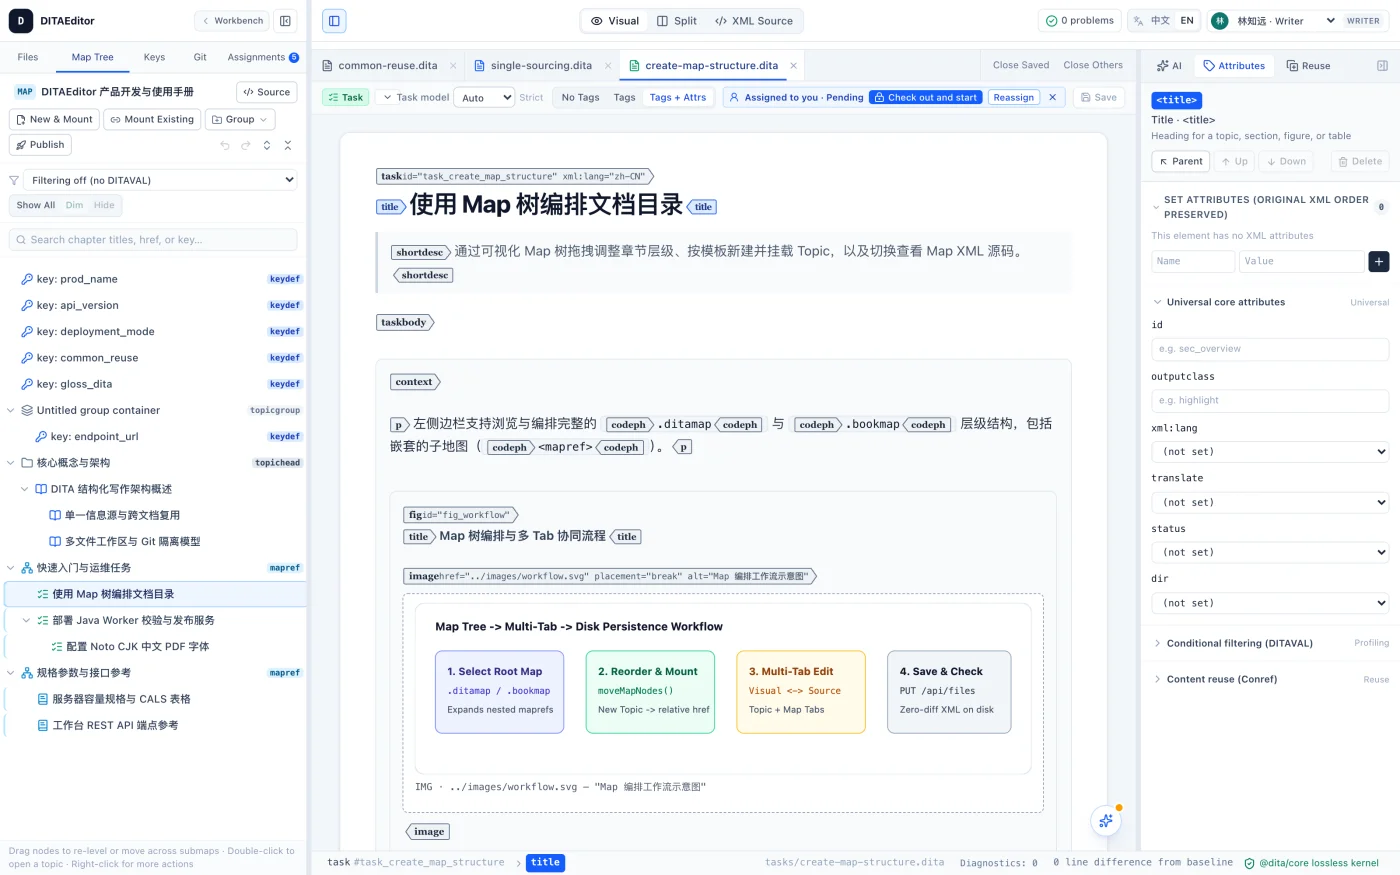 D DITAEditor
Workbench
Files Map Tree Keys Git Assignments 5
MAP DITAEditor 产品开发与使用手册 </> Source
New & Mount Mount Existing Group
Publish
Filtering off (no DITAVAL)
Show All Dim Hide
Search chapter titles, href, or key...
key: prod_name keydef
key: api_version keydef
key: deployment_mode keydef
key: common_reuse keydef
key: gloss_dita keydef
Untitled group container topicgroup
key: endpoint_url keydef
核心概念与架构 topichead
DITA 结构化写作架构概述
单一信息源与跨文档复用
多文件工作区与 Git 隔离模型
快速入门与运维任务 mapref
使用 Map 树编排文档目录
部署 Java Worker 校验与发布服务
配置 Noto CJK 中文 PDF 字体
规格参数与接口参考 mapref
服务器容量规格与 CALS 表格
工作台 REST API 端点参考
Drag nodes to re-level or move across submaps · Double-click to
open a topic · Right-click for more actions
Visual Split </> XML Source
0 problems 中文 EN 林 林知远 · Writer WRITER
common-reuse.dita × single-sourcing.dita × create-map-structure.dita × Close Saved Close Others
Task Task model Auto Strict No Tags Tags Tags + Attrs Assigned to you · Pending Check out and start Reassign × Save
task id="task_create_map_structure" xml:lang="zh-CN"
title 使用 Map 树编排文档目录 title
shortdesc 通过可视化 Map 树拖拽调整章节层级、按模板新建并挂载 Topic，以及切换查看 Map XML 源码。
shortdesc
taskbody
context
p 左侧边栏支持浏览与编排完整的 codeph .ditamap codeph 与 codeph .bookmap codeph 层级结构，包括
嵌套的子地图（ codeph <mapref> codeph ）。 p
fig id="fig_workflow"
title Map 树编排与多 Tab 协同流程 title
image href="../images/workflow.svg" placement="break" alt="Map 编排工作流示意图"
Map Tree -> Multi-Tab -> Disk Persistence Workflow
1. Select Root Map
.ditamap / .bookmap
Expands nested maprefs
2. Reorder & Mount
moveMapNodes()
New Topic -> relative href
3. Multi-Tab Edit
Visual <-> Source
Topic + Map Tabs
4. Save & Check
PUT /api/files
Zero-diff XML on disk
IMG · ../images/workflow.svg — "Map 编排工作流示意图"
image
task #task_create_map_structure › title
tasks/create-map-structure.dita Diagnostics: 0 0 line difference from baseline @dita/core lossless kernel
AI Attributes Reuse
<title>
Title · <title>
Heading for a topic, section, figure, or table
Parent Up Down Delete
SET ATTRIBUTES (ORIGINAL XML ORDER
PRESERVED) 0
This element has no XML attributes
Name Value +
Universal core attributes Universal
id
e.g. sec_overview
outputclass
e.g. highlight
xml:lang
(not set)
translate
(not set)
status
(not set)
dir
(not set)
Conditional filtering (DITAVAL) Profiling
Content reuse (Conref) Reuse